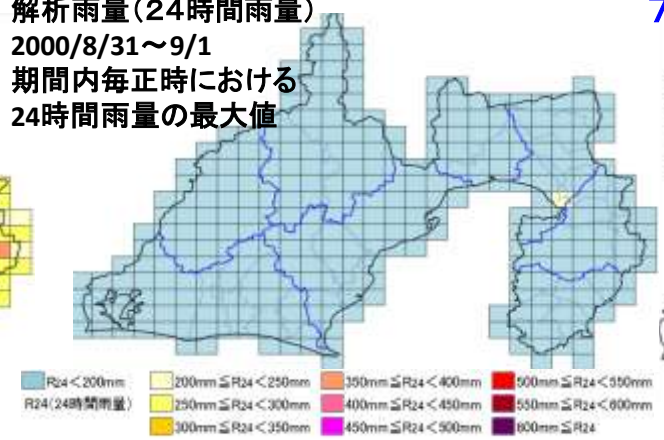 解析雨量(24時間雨量)
2000/8/31～9/1
期間内毎正時における
24時間雨量の最大値
7
R24＜200mm 200mm≦R24＜250mm 350mm≦R24＜400mm 500mm≦R24＜550mm
R24(24時間雨量) 250mm≦R24＜300mm 400mm≦R24＜450mm 550mm≦R24＜600mm
300mm≦R24＜350mm 450mm≦R24＜500mm 600mm≦R24